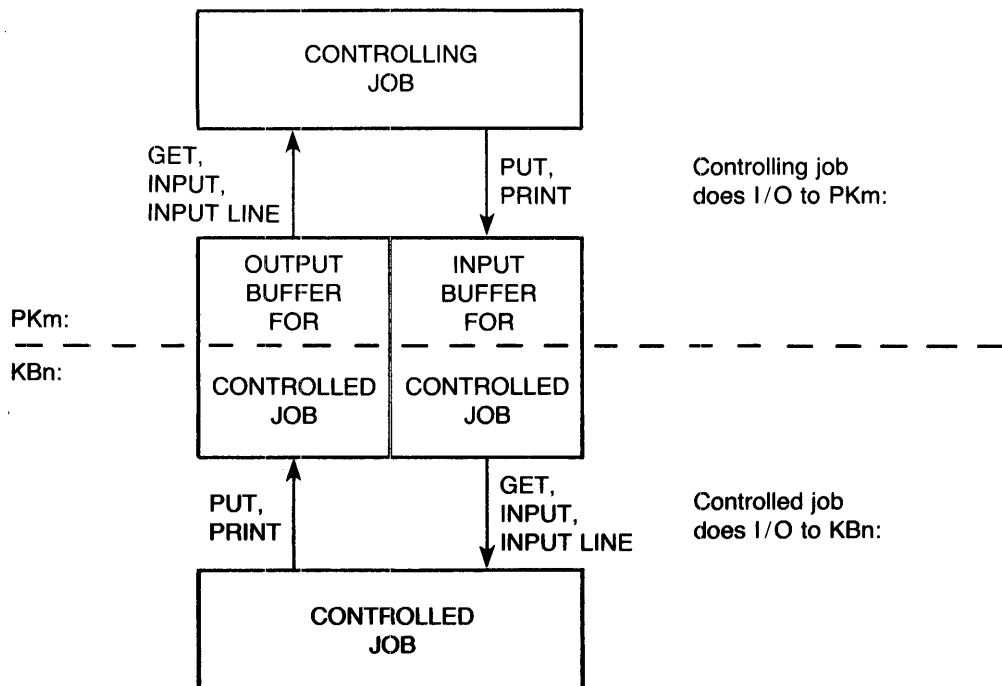 CONTROLLING
JOB
GET,
INPUT,
INPUT LINE
PUT,
PRINT
Controlling job
does I/O to PKm:
OUTPUT
BUFFER
FOR
INPUT
BUFFER
FOR
PKm:
KBn:
CONTROLLED
JOB
CONTROLLED
JOB
PUT,
PRINT
GET,
INPUT,
INPUT LINE
Controlled job
does I/O to KBn:
CONTROLLED
JOB